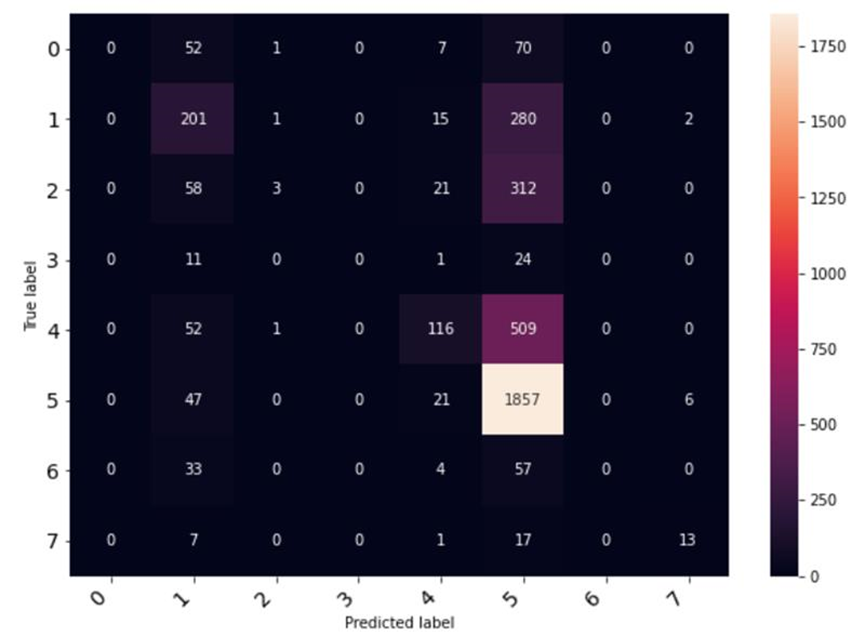 0 0 52 1 0 7 70 0 0
1 0 201 1 0 15 280 0 2
2 0 58 3 0 21 312 0 0
3 0 11 0 0 1 24 0 0
4 0 52 1 0 116 509 0 0
5 0 47 0 0 21 1857 0 6
6 0 33 0 0 4 57 0 0
7 0 7 0 0 1 17 0 13
True label
0 1 2 3 4 5 6 7
Predicted label
1750
1500
1250
1000
750
500
250
0